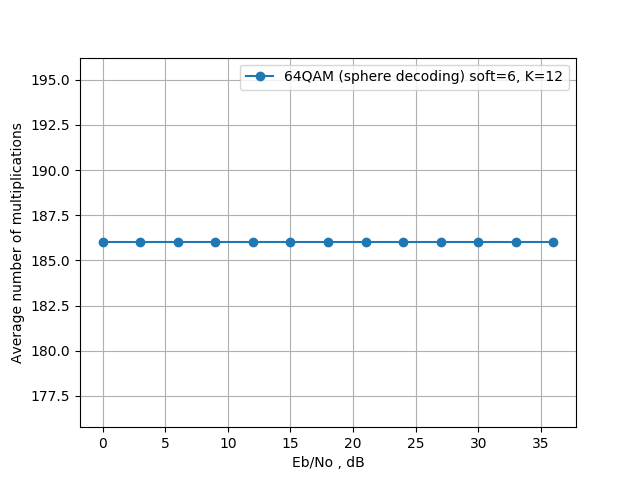 64QAM (sphere decoding) soft=6, K=12
Average number of multiplications
195.0
192.5
190.0
187.5
185.0
182.5
180.0
177.5
0 5 10 15 20 25 30 35
Eb/No , dB